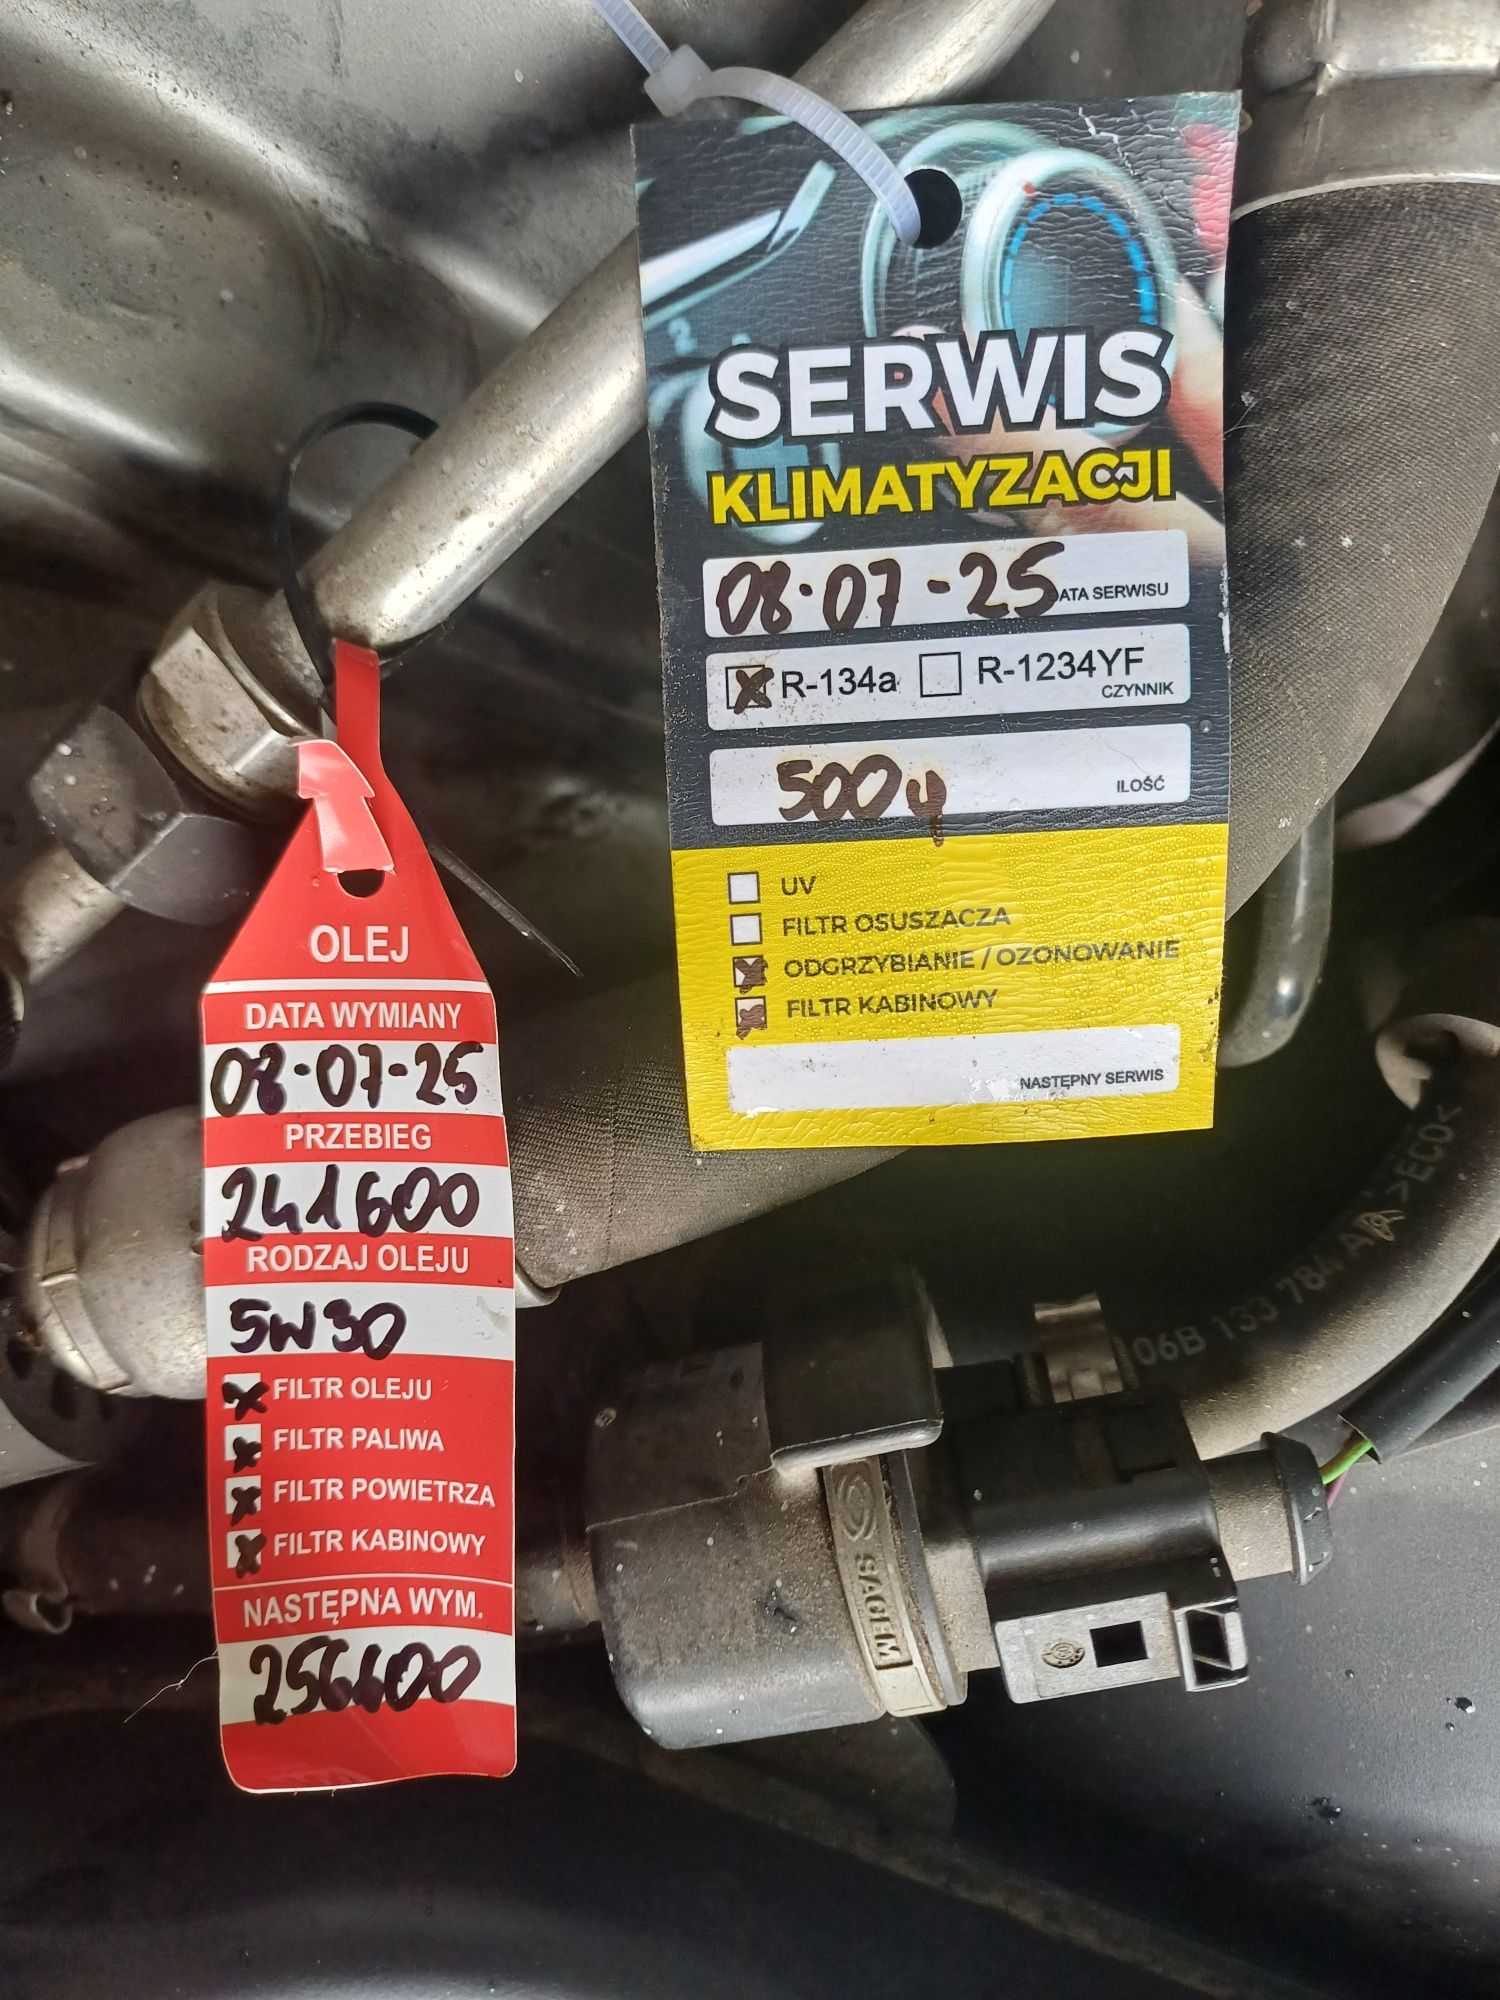 SERWIS
KLIMATYZACJI
08·07-25 DATA SERWISU
R-134a R-1234YF
CZYNNIK
500g
ILOŚĆ
UV
FILTR OSUSZACZA
ODGRZYBIANIE / OZONOWANIE
FILTR KABINOWY
NASTĘPNY SERWIS
OLEJ
DATA WYMIANY
08·07-25
PRZEBIEG
241600
RODZAJ OLEJU
5W30
FILTR OLEJU
FILTR PALIWA
FILTR POWIETRZA
FILTR KABINOWY
NASTĘPNA WYM.
06B 133 784 >ECO<
SAGEM